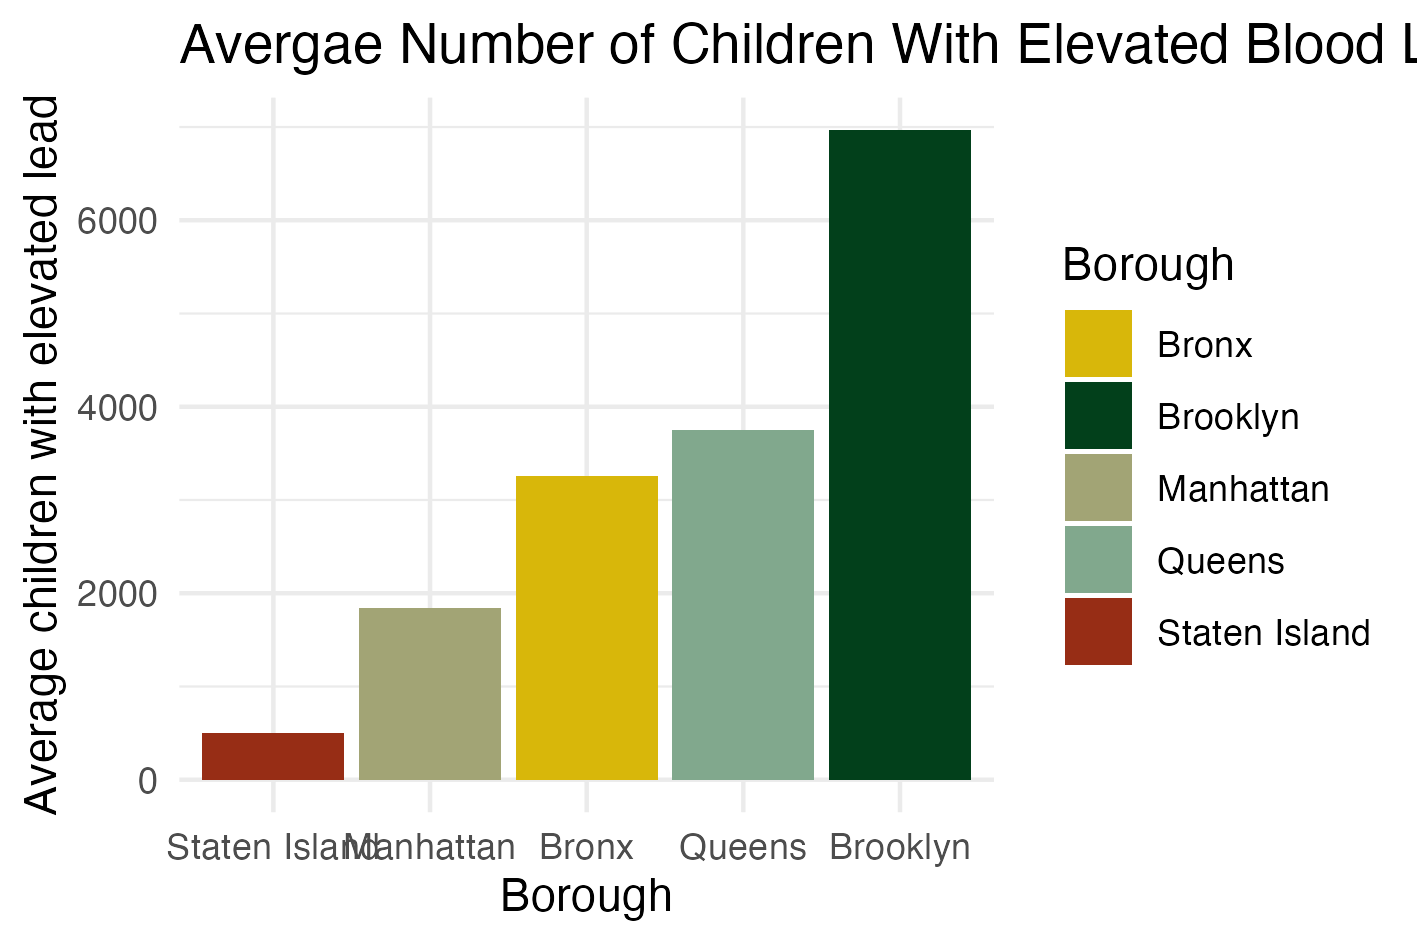 Avergae Number of Children With Elevated Blood L
Average children with elevated lead
6000
4000
2000
0
Staten Island
Manhattan
Bronx
Queens
Brooklyn
Borough
Borough
Bronx
Brooklyn
Manhattan
Queens
Staten Island